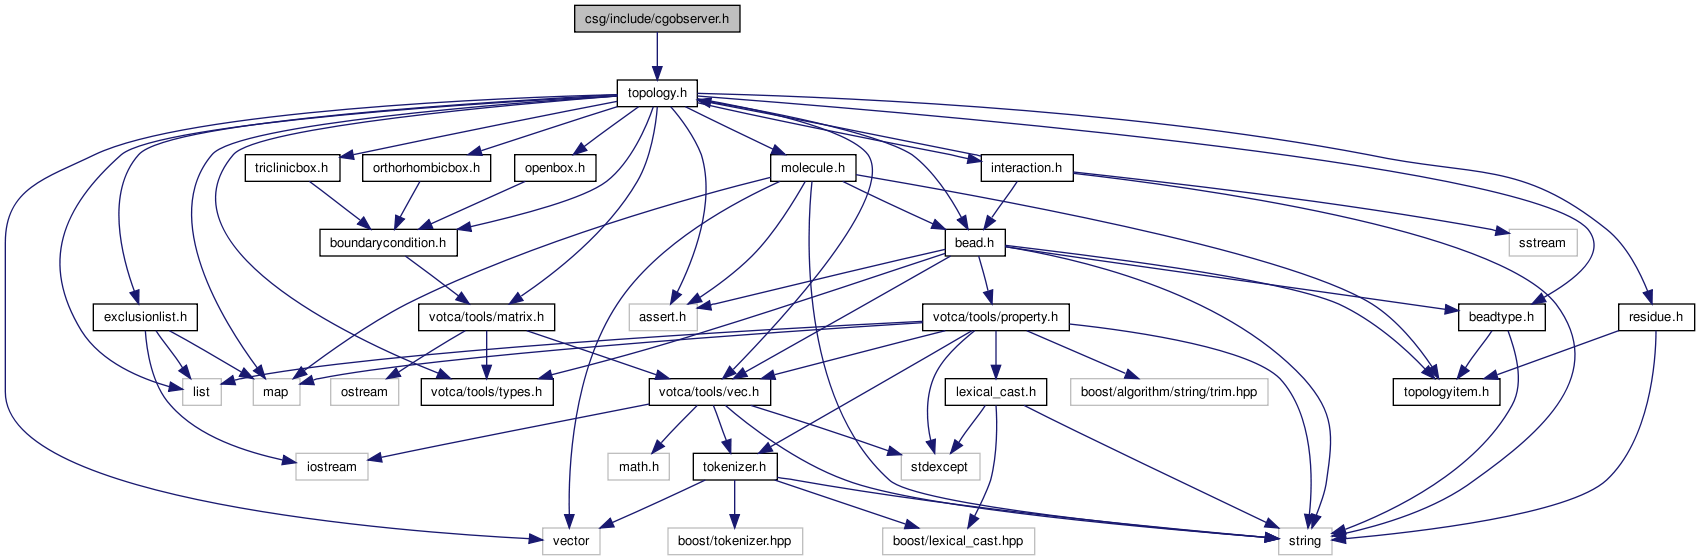 csg/include/cgobserver.h
topology.h
triclinicbox.h
orthorhombicbox.h
openbox.h
molecule.h
interaction.h
boundarycondition.h
bead.h
sstream
exclusionlist.h
votca/tools/matrix.h
assert.h
votca/tools/property.h
beadtype.h
residue.h
list
map
ostream
votca/tools/types.h
votca/tools/vec.h
lexical_cast.h
boost/algorithm/string/trim.hpp
topologyitem.h
iostream
math.h
tokenizer.h
stdexcept
vector
boost/tokenizer.hpp
boost/lexical_cast.hpp
string